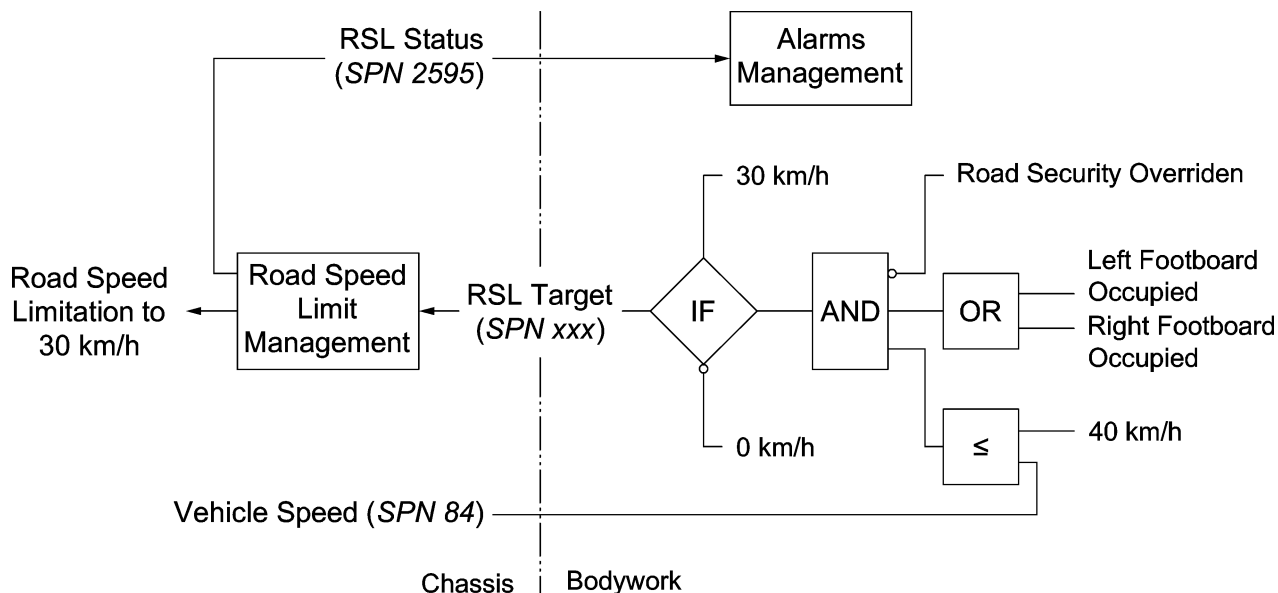 RSL Status
(SPN 2595)
Alarms
Management
30 km/h
Road Security Overriden
Road Speed
Limitation to
30 km/h
Road Speed
Limit
Management
RSL Target
(SPN xxx)
IF
AND
OR
Left Footboard
Occupied
Right Footboard
Occupied
0 km/h
≤
40 km/h
Vehicle Speed (SPN 84)
Chassis
Bodywork